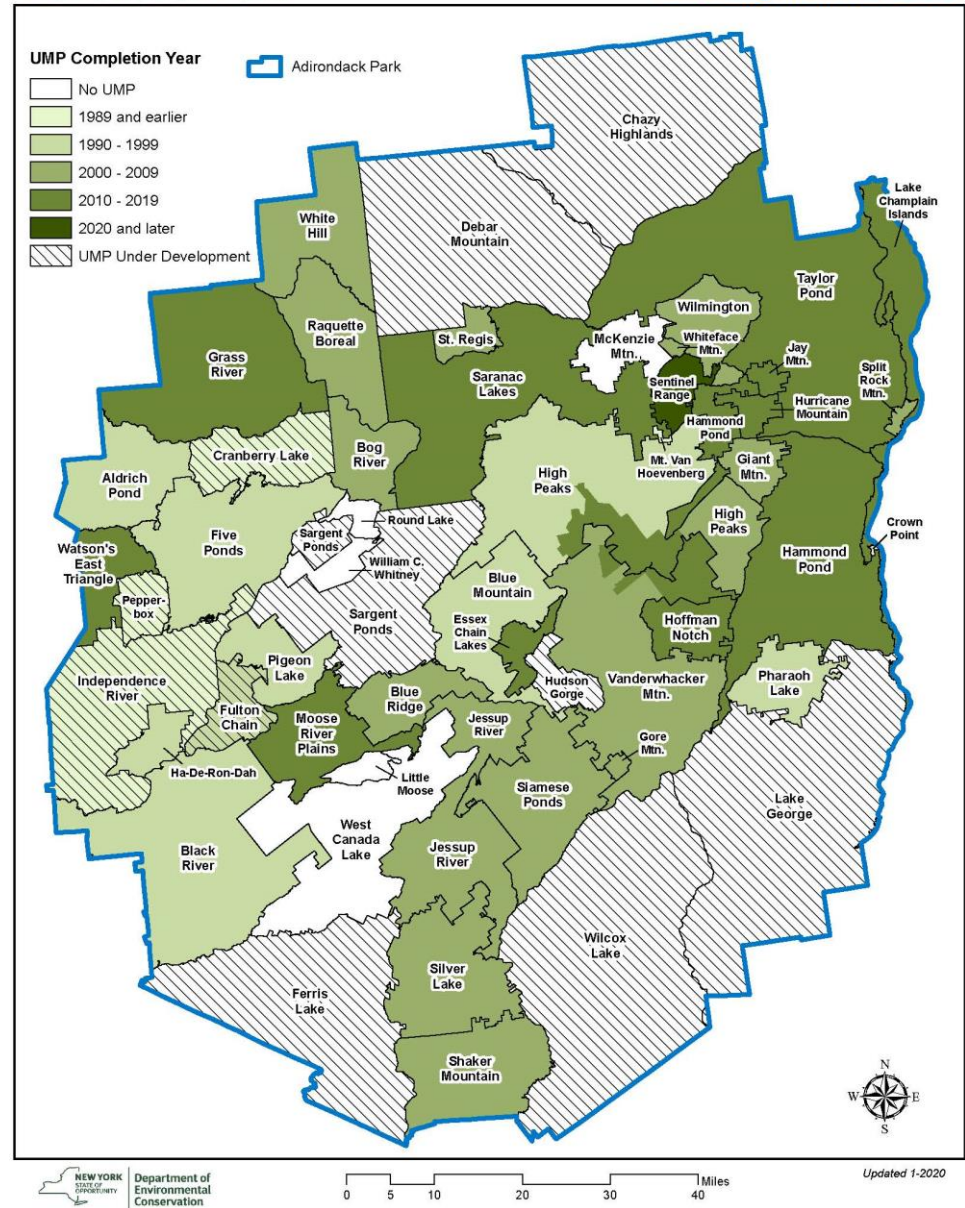 UMP Completion Year
Adirondack Park
No UMP
1989 and earlier
1990 - 1999
2000 - 2009
2010 - 2019
2020 and later
UMP Under Development
Chazy
Highlands
Lake
Champlain
Islands
White
Hill
Debar
Mountain
Taylor
Pond
Wilmington
Raquette
Boreal
St. Regis
McKenzie
Mtn.
Whiteface
Mtn.
Jay
Mtn.
Grass
River
Saranac
Lakes
Sentinel
Range
Split
Rock
Mtn.
Hurricane
Mountain
Hammond
Pond
Cranberry Lake
Bog
River
Mt. Van
Hoevenberg
Giant
Mtn.
Aldrich
Pond
High
Peaks
High
Peaks
Round Lake
Five
Ponds
Sargent
Ponds
William C.
Whitney
Crown
Point
Hammond
Pond
Watson's
East
Triangle
Blue
Mountain
Pepper-
box
Sargent
Ponds
Essex
Chain
Lakes
Hoffman
Notch
Pigeon
Lake
Hudson
Gorge
Vanderwhacker
Mtn.
Pharaoh
Lake
Independence
River
Fulton
Chain
Blue
Ridge
Moose
River
Plains
Jessup
River
Gore
Mtn.
Ha-De-Ron-Dah
Little
Moose
Siamese
Ponds
Lake
George
West
Canada
Lake
Black
River
Jessup
River
Wilcox
Lake
Silver
Lake
Ferris
Lake
Shaker
Mountain
N
W
E
S
NEW YORK
STATE OF
OPPORTUNITY
Department of
Environmental
Conservation
Miles
0 5 10 20 30 40
Updated 1-2020